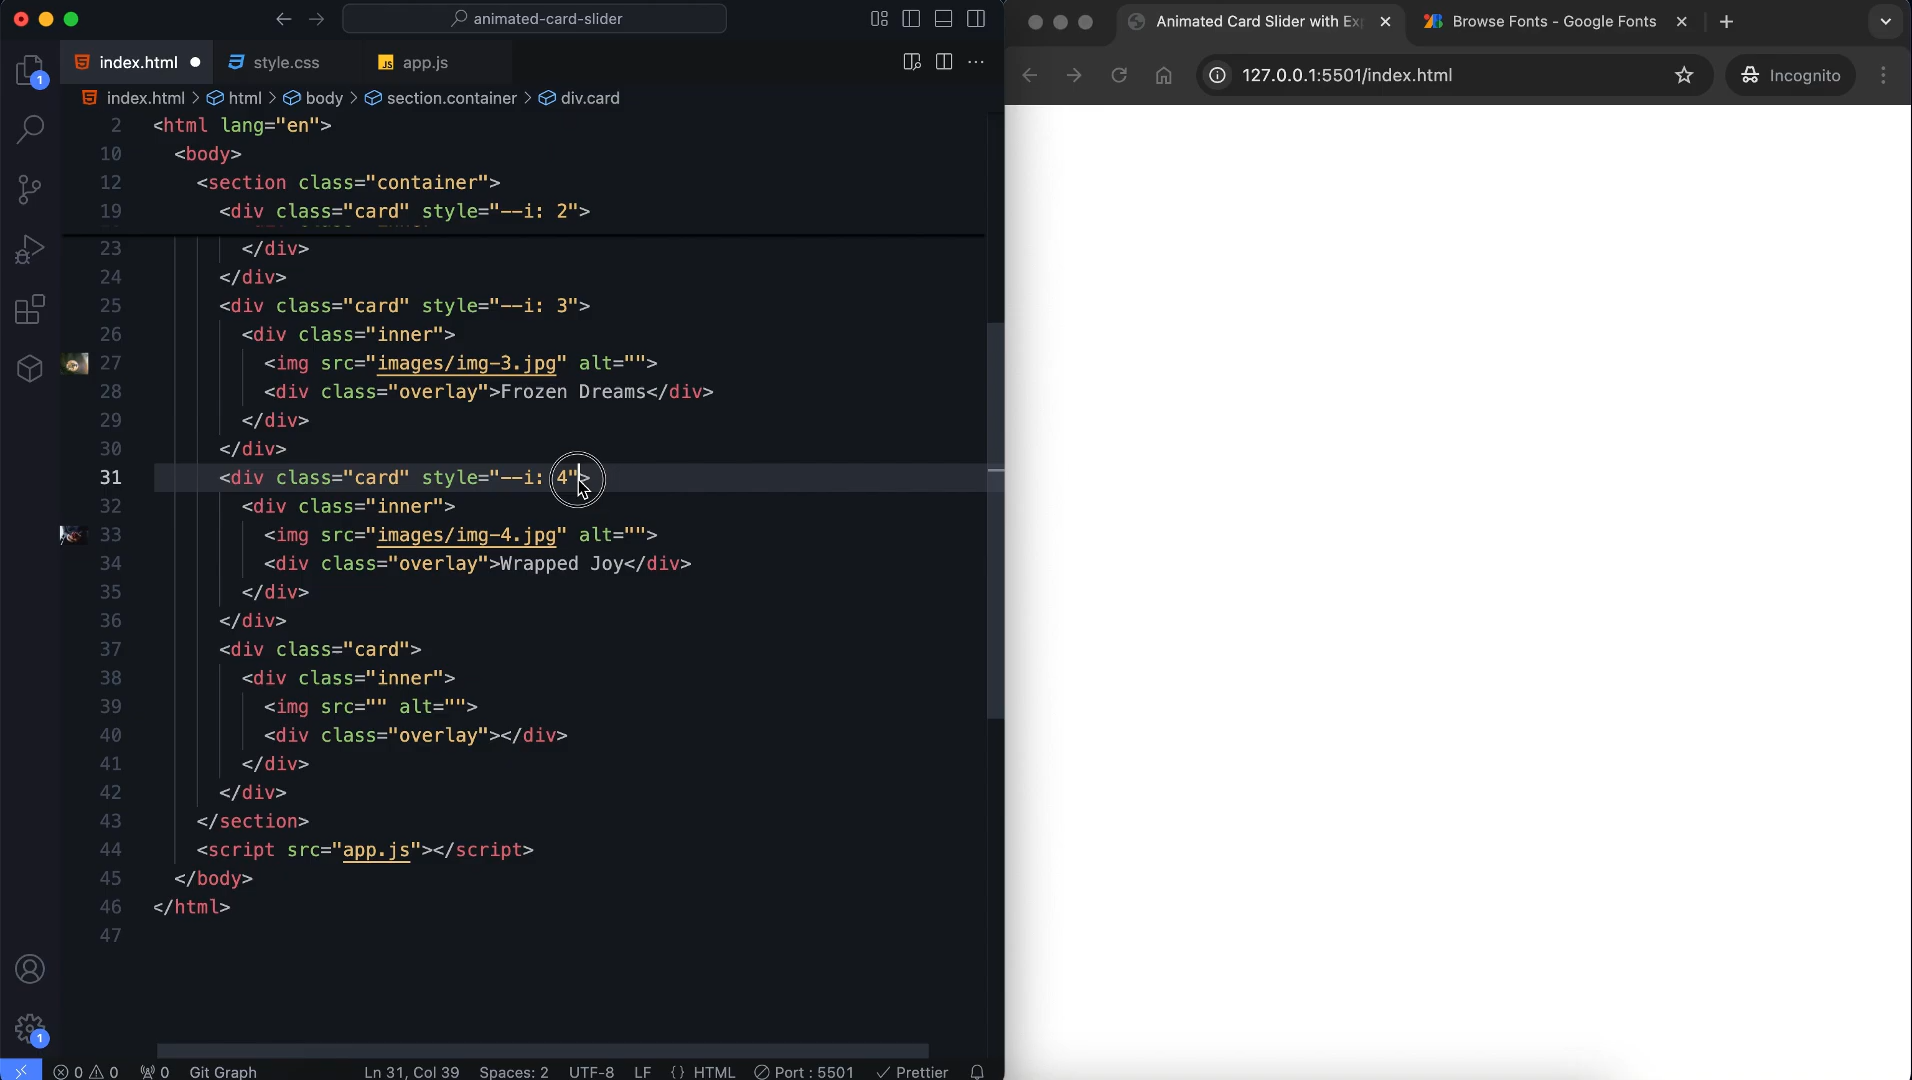 animated-card-slider
index.html
style.css
app.js
index.html > html > body > section.container > div.card
2 <html lang="en">
10 <body>
12 <section class="container">
19 <div class="card" style="--i: 2">
23 </div>
24 </div>
25 <div class="card" style="--i: 3">
26 <div class="inner">
27 <img src="images/img-3.jpg" alt="">
28 <div class="overlay">Frozen Dreams</div>
29 </div>
30 </div>
31 <div class="card" style="--i: 4">
32 <div class="inner">
33 <img src="images/img-4.jpg" alt="">
34 <div class="overlay">Wrapped Joy</div>
35 </div>
36 </div>
37 <div class="card">
38 <div class="inner">
39 <img src="" alt="">
40 <div class="overlay"></div>
41 </div>
42 </div>
43 </section>
44 <script src="app.js"></script>
45 </body>
46 </html>
47
1
1
0 0 0 Git Graph Ln 31, Col 39 Spaces: 2 UTF-8 LF {} HTML Port : 5501 Prettier
Animated Card Slider with Ex
Browse Fonts - Google Fonts
127.0.0.1:5501/index.html
Incognito